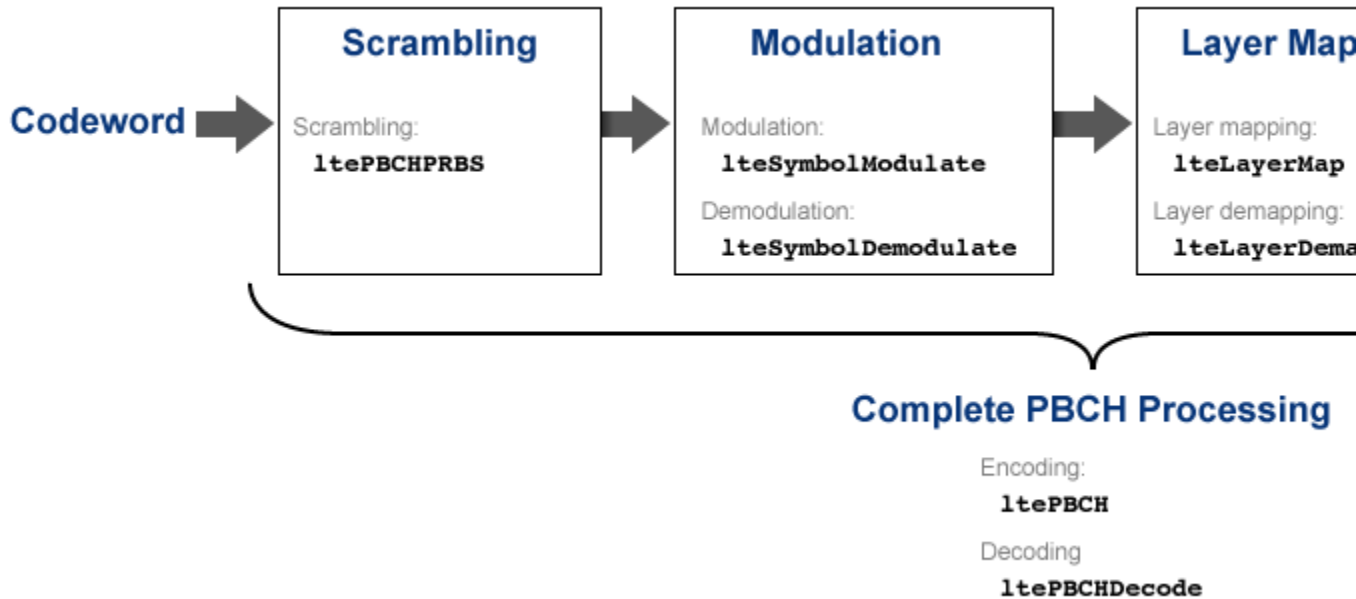 Codeword
Scrambling
Scrambling:
ltePBCHPRBS
Modulation
Modulation:
lteSymbolModulate
Demodulation:
lteSymbolDemodulate
Layer Map
Layer mapping:
lteLayerMap
Layer demapping:
lteLayerDema
Complete PBCH Processing
Encoding:
ltePBCH
Decoding
ltePBCHDecode